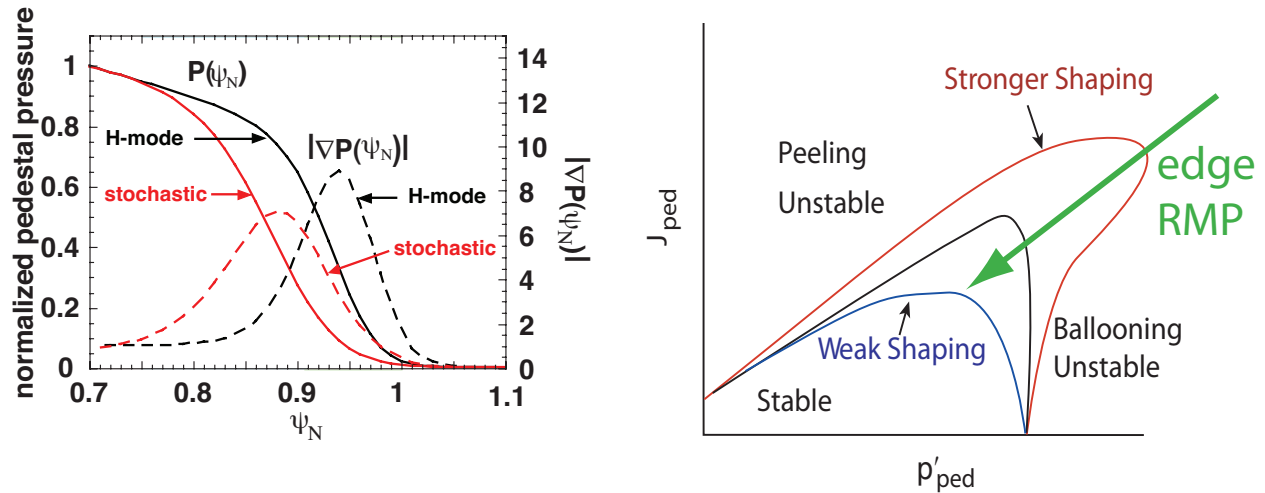 normalized pedestal pressure
1
0.8
0.6
0.4
0.2
0
P(ψN)
H-mode
|∇P(ψN)|
stochastic
H-mode
stochastic
14
12
10
8
6
4
2
0
|∇P(ψN)|
0.7
0.8
0.9
1
1.1
ψN
Jped
Stronger Shaping
Peeling
Unstable
edge
RMP
Weak Shaping
Ballooning
Unstable
Stable
p′ped